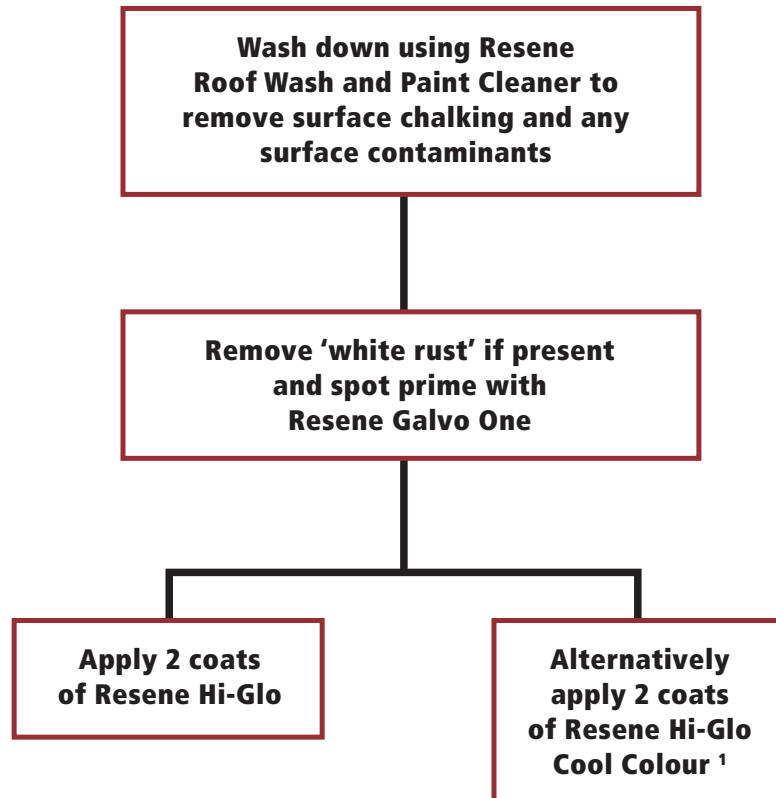 Wash down using Resene
Roof Wash and Paint Cleaner to
remove surface chalking and any
surface contaminants
Remove ‘white rust’ if present
and spot prime with
Resene Galvo One
Apply 2 coats
of Resene Hi-Glo
Alternatively
apply 2 coats
of Resene Hi-Glo
Cool Colour ¹